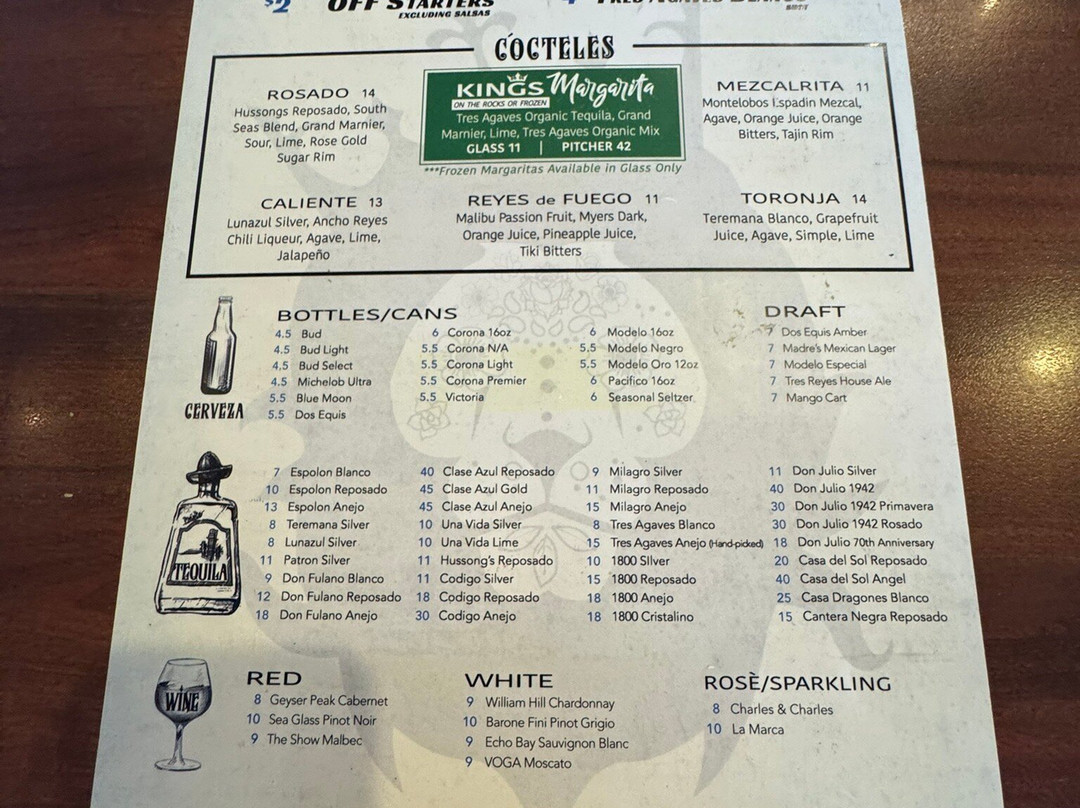 $2 OFF STARTERS
EXCLUDING SALSAS
CÓCTELES
ROSADO 14
Hussongs Reposado, South
Seas Blend, Grand Marnier,
Sour, Lime, Rose Gold
Sugar Rim
KINGS Margarita
ON THE ROCKS OR FROZEN
Tres Agaves Organic Tequila, Grand
Marnier, Lime, Tres Agaves Organic Mix
GLASS 11 | PITCHER 42
***Frozen Margaritas Available in Glass Only
MEZCALRITA 11
Montelobos Espadin Mezcal,
Agave, Orange Juice, Orange
Bitters, Tajin Rim
CALIENTE 13
Lunazul Silver, Ancho Reyes
Chili Liqueur, Agave, Lime,
Jalapeño
REYES de FUEGO 11
Malibu Passion Fruit, Myers Dark,
Orange Juice, Pineapple Juice,
Tiki Bitters
TORONJA 14
Teremana Blanco, Grapefruit
Juice, Agave, Simple, Lime
CERVEZA
BOTTLES/CANS
4.5 Bud
4.5 Bud Light
4.5 Bud Select
4.5 Michelob Ultra
5.5 Blue Moon
5.5 Dos Equis
6 Corona 16oz
5.5 Corona N/A
5.5 Corona Light
5.5 Corona Premier
5.5 Victoria
6 Modelo 16oz
5.5 Modelo Negro
5.5 Modelo Oro 12oz
6 Pacifico 16oz
6 Seasonal Seltzer
DRAFT
7 Dos Equis Amber
7 Madre's Mexican Lager
7 Modelo Especial
7 Tres Reyes House Ale
7 Mango Cart
TEQUILA
7 Espolon Blanco
10 Espolon Reposado
13 Espolon Anejo
8 Teremana Silver
8 Lunazul Silver
11 Patron Silver
9 Don Fulano Blanco
12 Don Fulano Reposado
18 Don Fulano Anejo
40 Clase Azul Reposado
45 Clase Azul Gold
45 Clase Azul Anejo
10 Una Vida Silver
10 Una Vida Lime
11 Hussong's Reposado
11 Codigo Silver
18 Codigo Reposado
30 Codigo Anejo
9 Milagro Silver
11 Milagro Reposado
15 Milagro Anejo
8 Tres Agaves Blanco
15 Tres Agaves Anejo (Hand-picked)
10 1800 SIlver
15 1800 Reposado
18 1800 Anejo
18 1800 Cristalino
11 Don Julio Silver
40 Don Julio 1942
30 Don Julio 1942 Primavera
30 Don Julio 1942 Rosado
18 Don Julio 70th Anniversary
20 Casa del Sol Reposado
40 Casa del Sol Angel
25 Casa Dragones Blanco
15 Cantera Negra Reposado
WINE
RED
8 Geyser Peak Cabernet
10 Sea Glass Pinot Noir
9 The Show Malbec
WHITE
9 William Hill Chardonnay
10 Barone Fini Pinot Grigio
9 Echo Bay Sauvignon Blanc
9 VOGA Moscato
ROSÈ/SPARKLING
8 Charles & Charles
10 La Marca